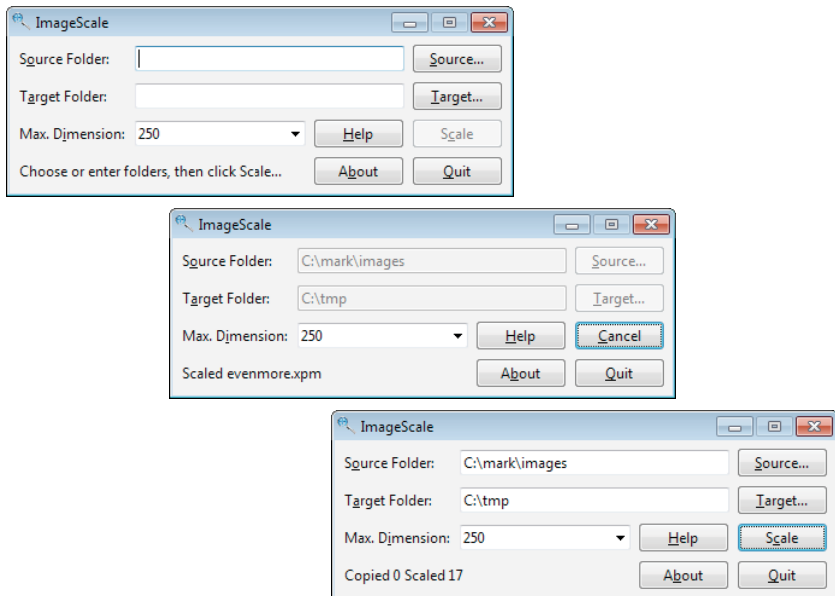 ImageScale
Source Folder: Source...
Target Folder: Target...
Max. Dimension: 250 Help Scale
Choose or enter folders, then click Scale... About Quit
ImageScale
Source Folder: C:\mark\images Source...
Target Folder: C:\tmp Target...
Max. Dimension: 250 Help Cancel
Scaled evenmore.xpm About Quit
ImageScale
Source Folder: C:\mark\images Source...
Target Folder: C:\tmp Target...
Max. Dimension: 250 Help Scale
Copied 0 Scaled 17 About Quit